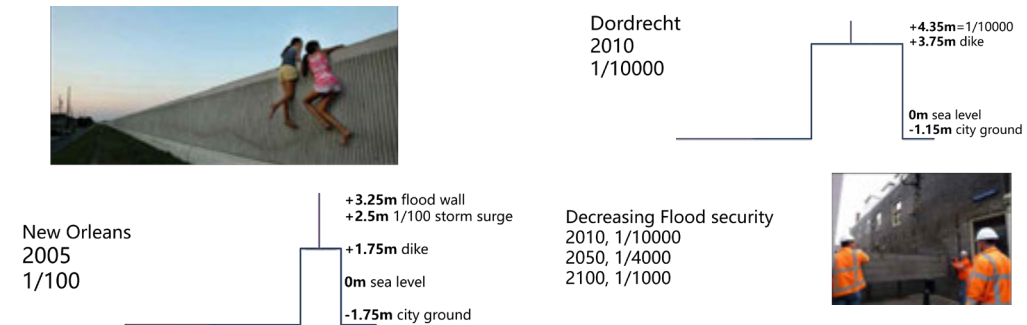 New Orleans
2005
1/100
+3.25m flood wall
+2.5m 1/100 storm surge
+1.75m dike
0m sea level
-1.75m city ground
Dordrecht
2010
1/10000
+4.35m=1/10000
+3.75m dike
0m sea level
-1.15m city ground
Decreasing Flood security
2010, 1/10000
2050, 1/4000
2100, 1/1000